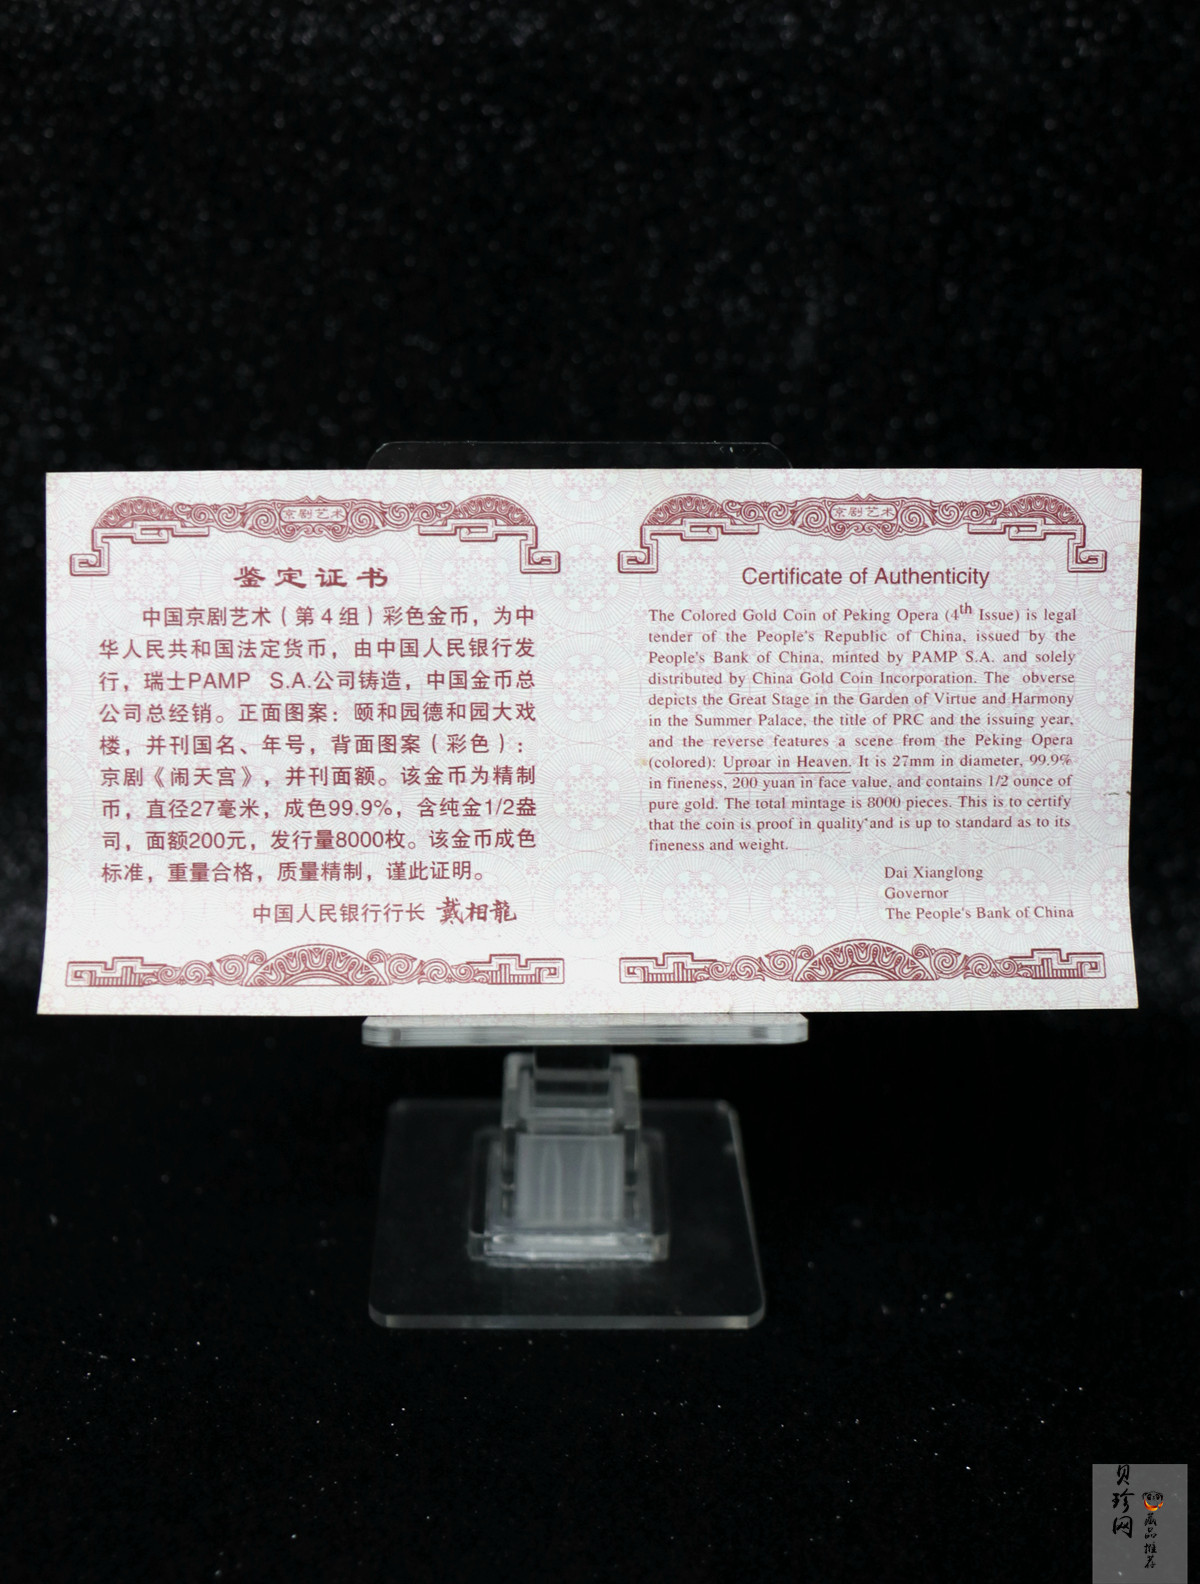 京剧艺术
鉴定证书
中国京剧艺术（第4组）彩色金币，为中
华人民共和国法定货币，由中国人民银行发
行，瑞士PAMP S.A.公司铸造，中国金币总
公司总经销。正面图案：颐和园德和园大戏
楼，并刊国名、年号，背面图案（彩色）：
京剧《闹天宫》，并刊面额。该金币为精制
币，直径27毫米，成色99.9%，含纯金1/2盎
司，面额200元，发行量8000枚。该金币成色
标准，重量合格，质量精制，谨此证明。
中国人民银行行长 戴相龍
京剧艺术
Certificate of Authenticity
The Colored Gold Coin of Peking Opera (4th Issue) is legal
tender of the People's Republic of China, issued by the
People's Bank of China, minted by PAMP S.A. and solely
distributed by China Gold Coin Incorporation. The obverse
depicts the Great Stage in the Garden of Virtue and Harmony
in the Summer Palace, the title of PRC and the issuing year,
and the reverse features a scene from the Peking Opera
(colored): Uproar in Heaven. It is 27mm in diameter, 99.9%
in fineness, 200 yuan in face value, and contains 1/2 ounce of
pure gold. The total mintage is 8000 pieces. This is to certify
that the coin is proof in quality and is up to standard as to its
fineness and weight.
Dai Xianglong
Governor
The People's Bank of China
贝珍网
藏品推荐